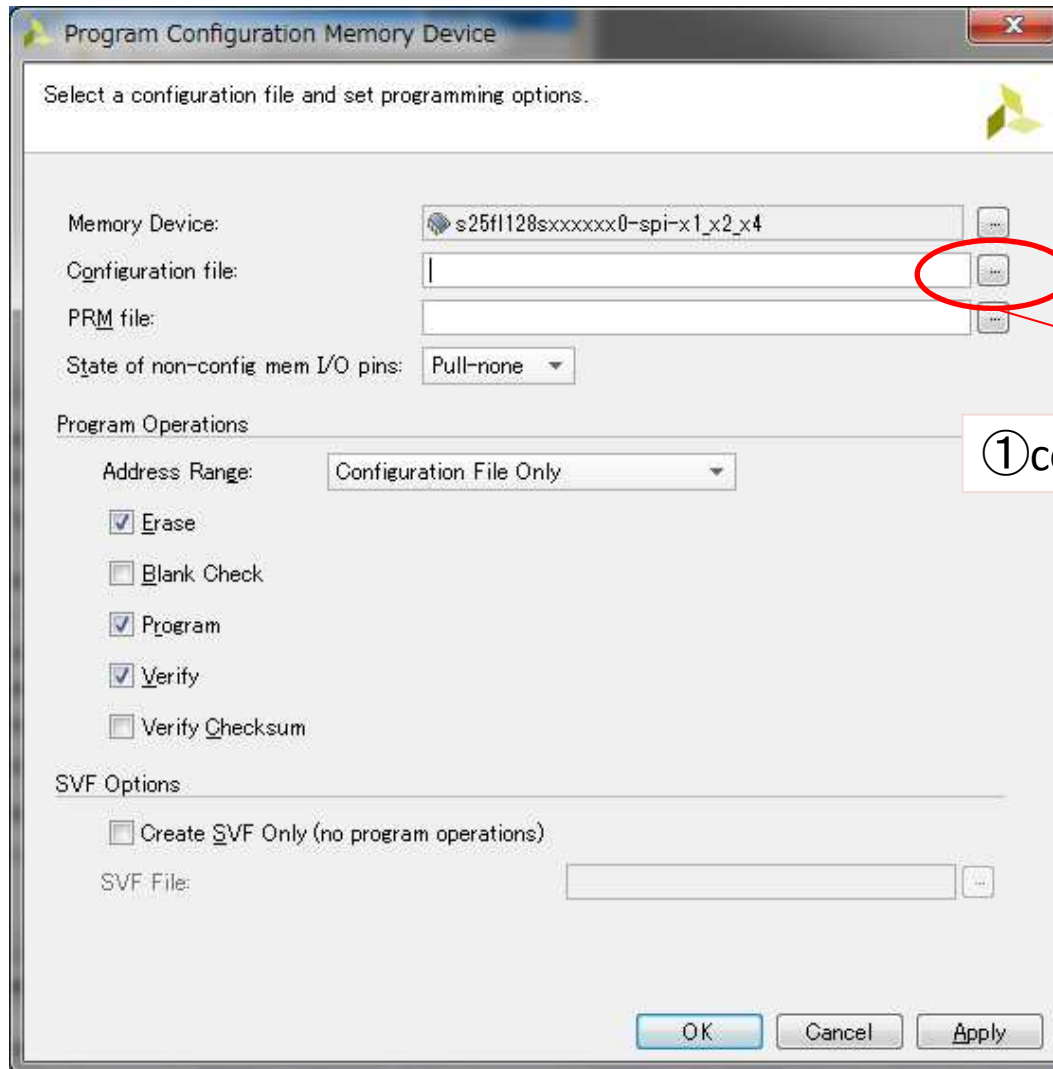 Program Configuration Memory Device
Select a configuration file and set programming options.
Memory Device: s25fl128sxxxxxx0-spi-x1_x2_x4 ...
Configuration file: ...
PRM file: ...
State of non-config mem I/O pins: Pull-none
Program Operations
①c
Address Range: Configuration File Only
Erase
Blank Check
Program
Verify
Verify Checksum
SVF Options
Create SVF Only (no program operations)
SVF File: ...
OK Cancel Apply